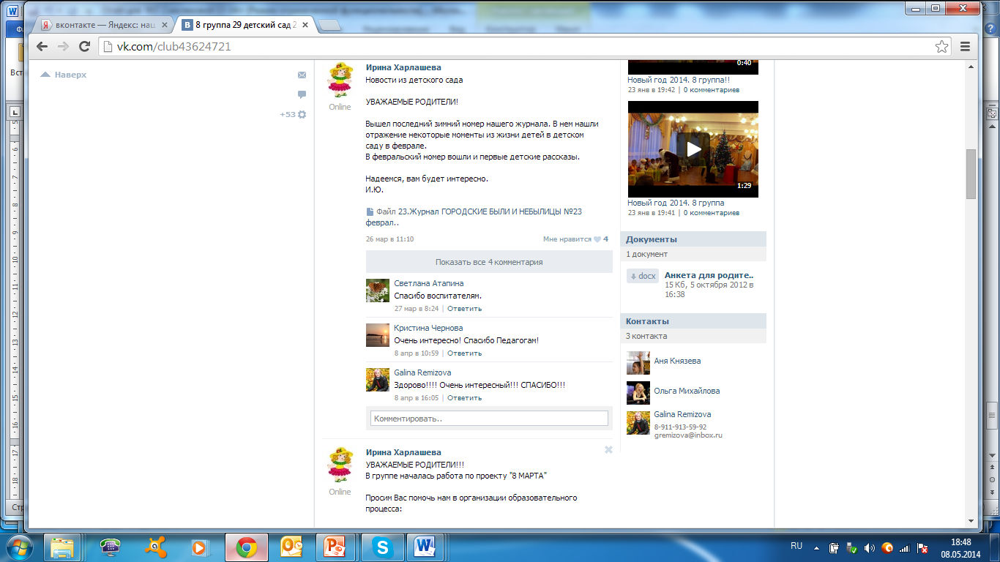 вконтакте — Яндекс: наш
8 группа 29 детский сад 2
vk.com/club43624721
Наверх
+53
Ирина Харлашева
Новости из детского сада
УВАЖАЕМЫЕ РОДИТЕЛИ!
Вышел последний зимний номер нашего журнала. В нем нашли
отражение некоторые моменты из жизни детей в детском
саду в феврале.
В февральский номер вошли и первые детские рассказы.
Надеемся, вам будет интересно.
И.Ю.
Online
Файл 23.Журнал ГОРОДСКИЕ БЫЛИ И НЕБЫЛИЦЫ №23
феврал..
26 мар в 11:10
Мне нравится 4
Показать все 4 комментария
Светлана Атапина
Спасибо воспитателям.
27 мар в 8:24 | Ответить
Кристина Чернова
Очень интересно! Спасибо Педагогам!
8 апр в 10:59 | Ответить
Galina Remizova
Здорово!!!! Очень интересный!!! СПАСИБО!!!
8 апр в 16:05 | Ответить
Комментировать..
Ирина Харлашева
УВАЖАЕМЫЕ РОДИТЕЛИ!!!
В группе началась работа по проекту "8 МАРТА"
Online
Просим Вас помочь нам в организации образовательного
процесса:
0:40
Новый год 2014. 8 группа!!
23 янв в 19:42 | 0 комментариев
1:29
Новый год 2014. 8 группа
23 янв в 19:41 | 0 комментариев
Документы
1 документ
docx
Анкета для родите..
15 Кб, 5 октября 2012 в
16:38
Контакты
3 контакта
Аня Князева
Ольга Михайлова
Galina Remizova
8-911-913-59-92
gremizova@inbox.ru
RU
18:48
08.05.2014